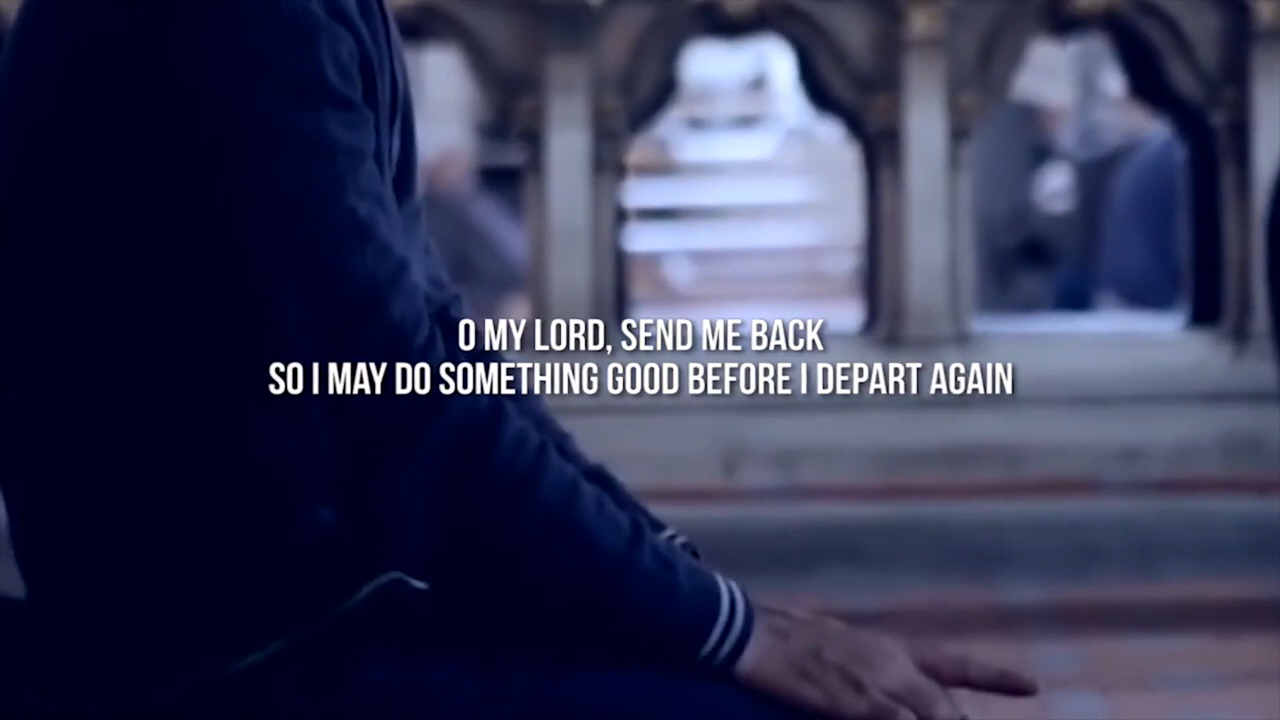 O MY LORD, SEND ME BACK
SO I MAY DO SOMETHING GOOD BEFORE I DEPART AGAIN